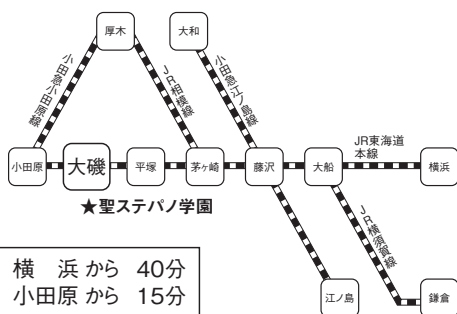 厚木
大和
小田急小田原線
JR相模線
小田急江ノ島線
JR東海道
本線
小田原
大磯
平塚
茅ヶ崎
藤沢
大船
横浜
★聖ステパノ学園
JR横須賀線
横 浜 から 40分
小田原 から 15分
江ノ島
鎌倉